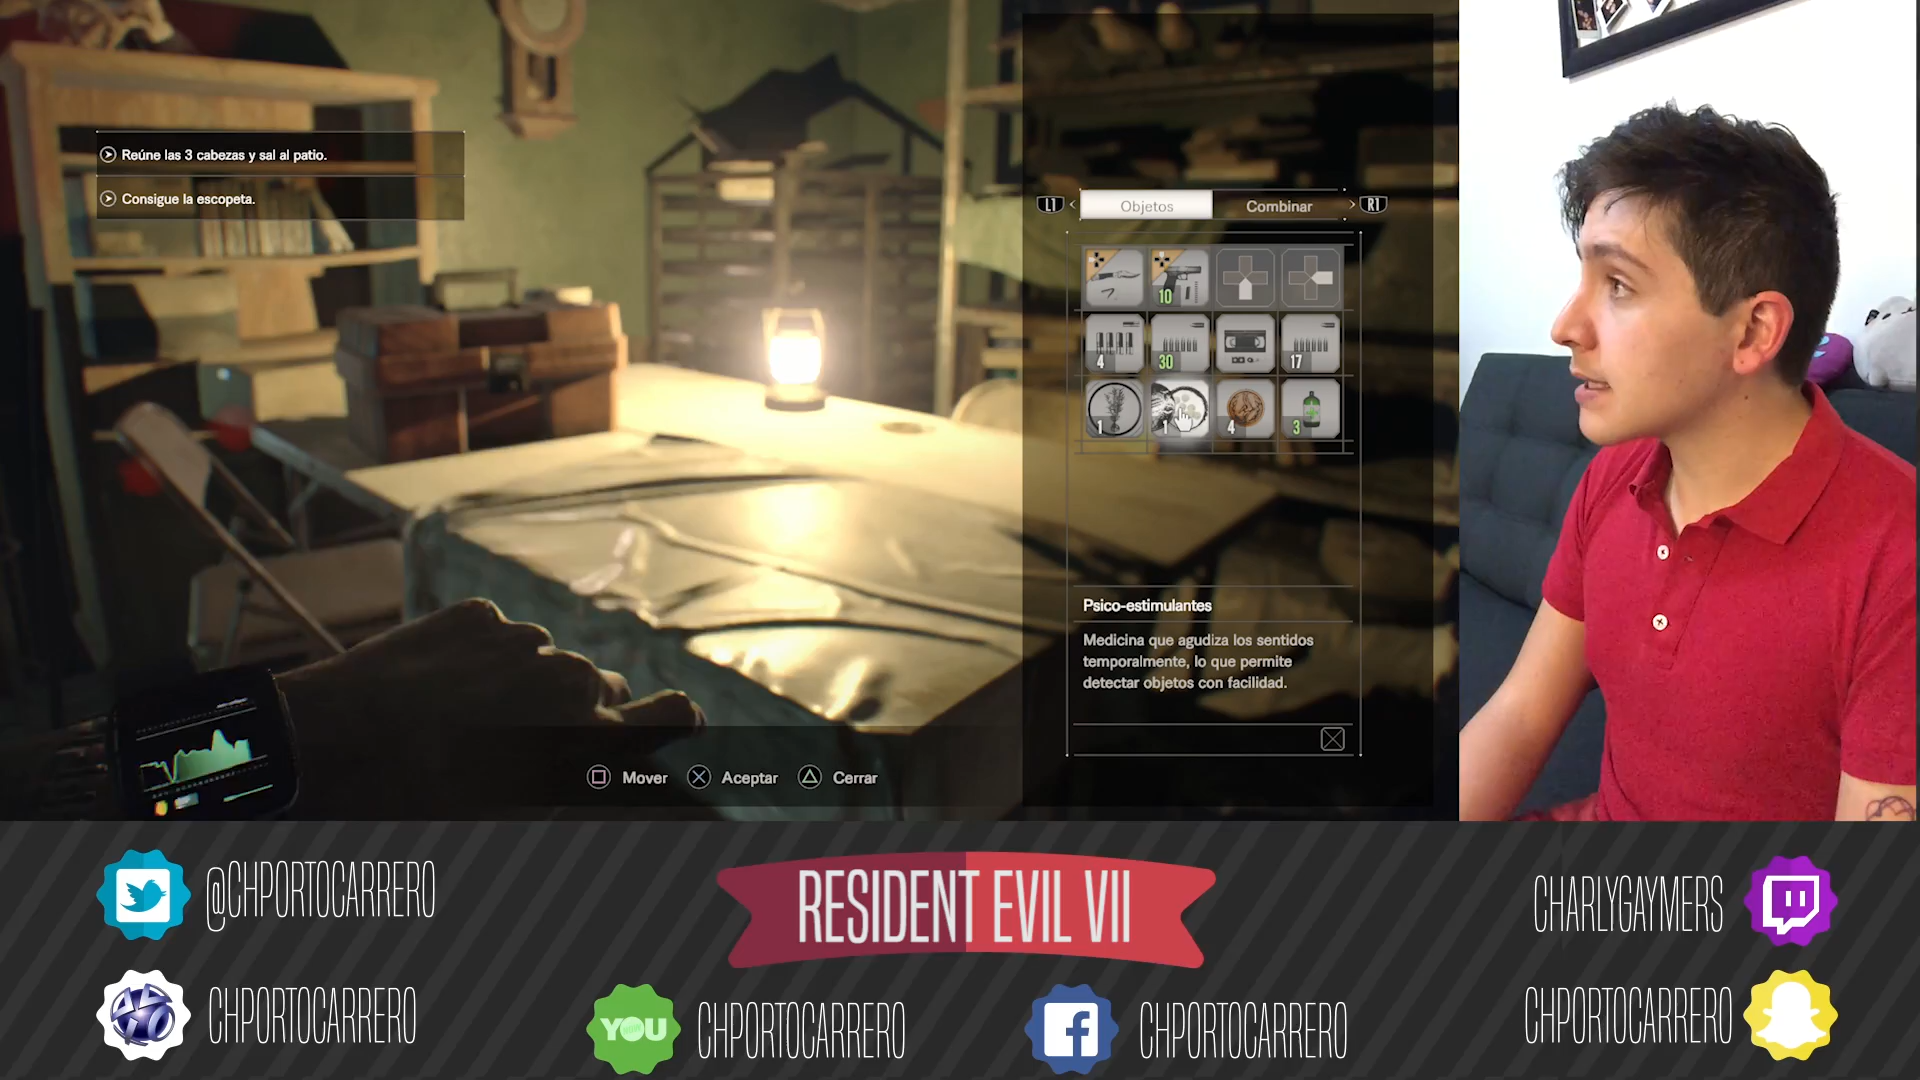 Reúne las 3 cabezas y sal al patio.
Consigue la escopeta.
L1 Objetos Combinar R1
10
4 30 17
1 1 4 3
Psico-estimulantes
Medicina que agudiza los sentidos
temporalmente, lo que permite
detectar objetos con facilidad.
Mover Aceptar Cerrar
@CHPORTOCARRERO
RESIDENT EVIL VII
CHARLYGAYMERS
CHPORTOCARRERO
YOU CHPORTOCARRERO
CHPORTOCARRERO
CHPORTOCARRERO